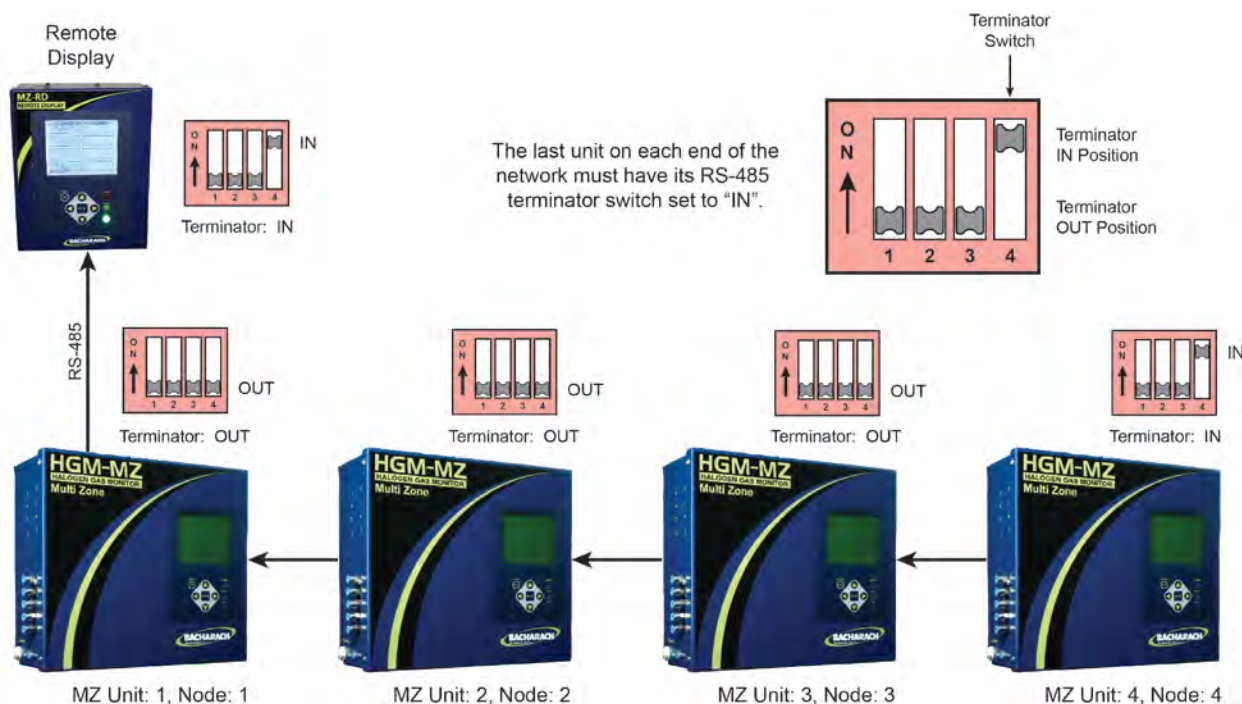 Remote
Display
MZ-RD
REMOTE DISPLAY
BACHARACH
O
N
1 2 3 4
IN
Terminator: IN
The last unit on each end of the
network must have its RS-485
terminator switch set to “IN”.
Terminator
Switch
O
N
1 2 3 4
Terminator
IN Position
Terminator
OUT Position
RS-485
O
N
1 2 3 4
OUT
Terminator: OUT
O
N
1 2 3 4
OUT
Terminator: OUT
O
N
1 2 3 4
OUT
Terminator: OUT
O
N
1 2 3 4
IN
Terminator: IN
HGM-MZ
HALOGEN GAS MONITOR
Multi Zone
BACHARACH
MZ Unit: 1, Node: 1
HGM-MZ
HALOGEN GAS MONITOR
Multi Zone
BACHARACH
MZ Unit: 2, Node: 2
HGM-MZ
HALOGEN GAS MONITOR
Multi Zone
BACHARACH
MZ Unit: 3, Node: 3
HGM-MZ
HALOGEN GAS MONITOR
Multi Zone
BACHARACH
MZ Unit: 4, Node: 4